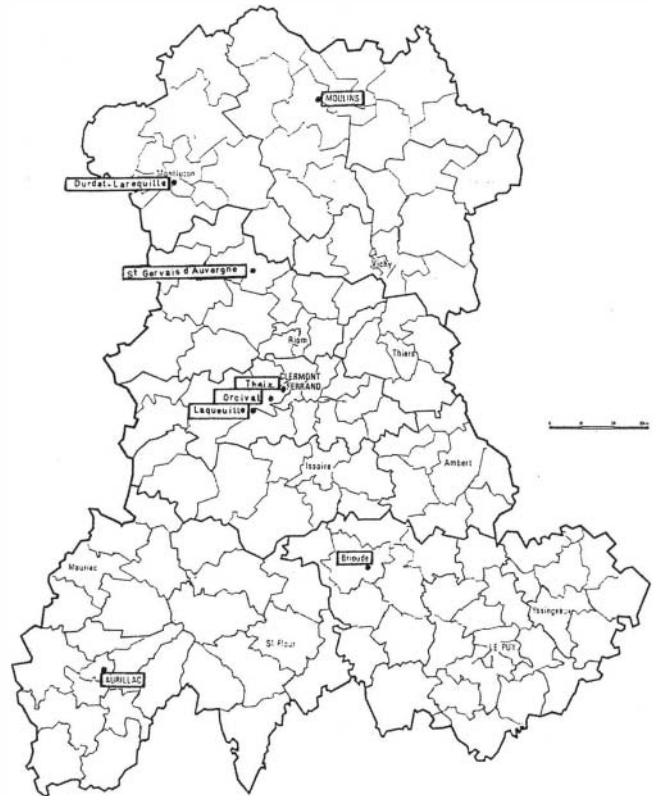 MOULINS
Montluçon
Durdat-Larequille
St Gervais d'Auvergne
Vichy
Riom
Thiers
CLERMONT
FERRAND
Theix
Orcival
Laqueuille
Issoire
Ambert
Brioude
Mauriac
Yssingeaux
St Flour
LE PUY
AURILLAC